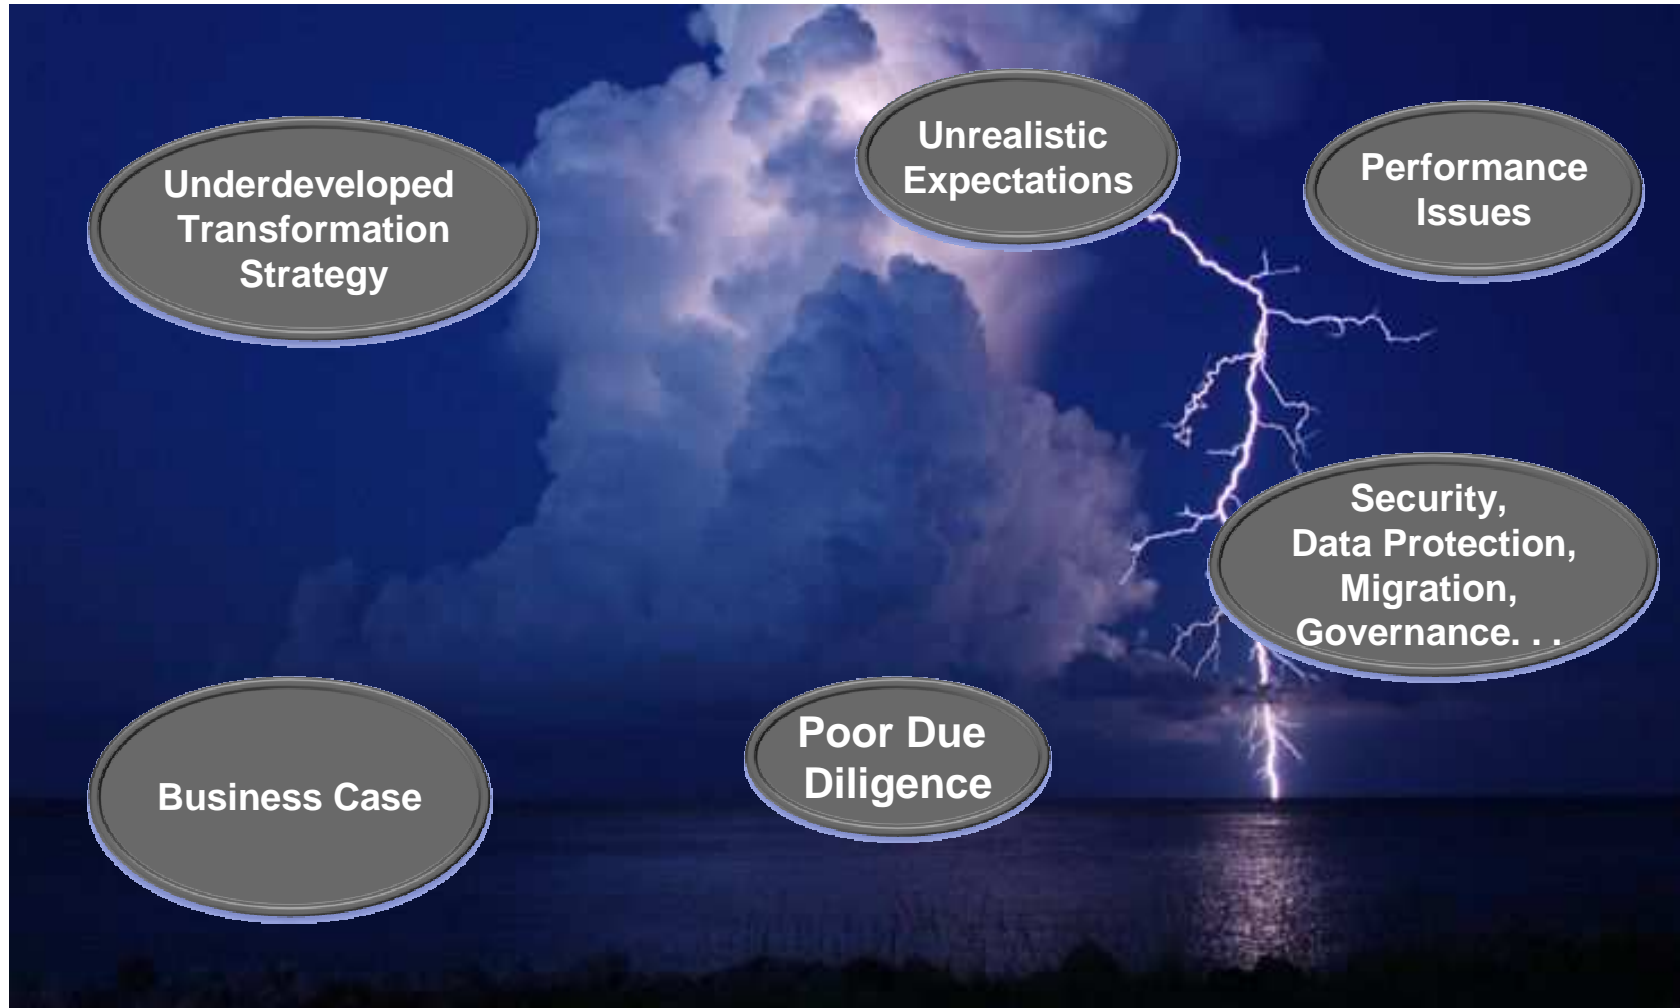 Underdeveloped
Transformation
Strategy
Unrealistic
Expectations
Performance
Issues
Security,
Data Protection,
Migration,
Governance. . .
Business Case
Poor Due
Diligence